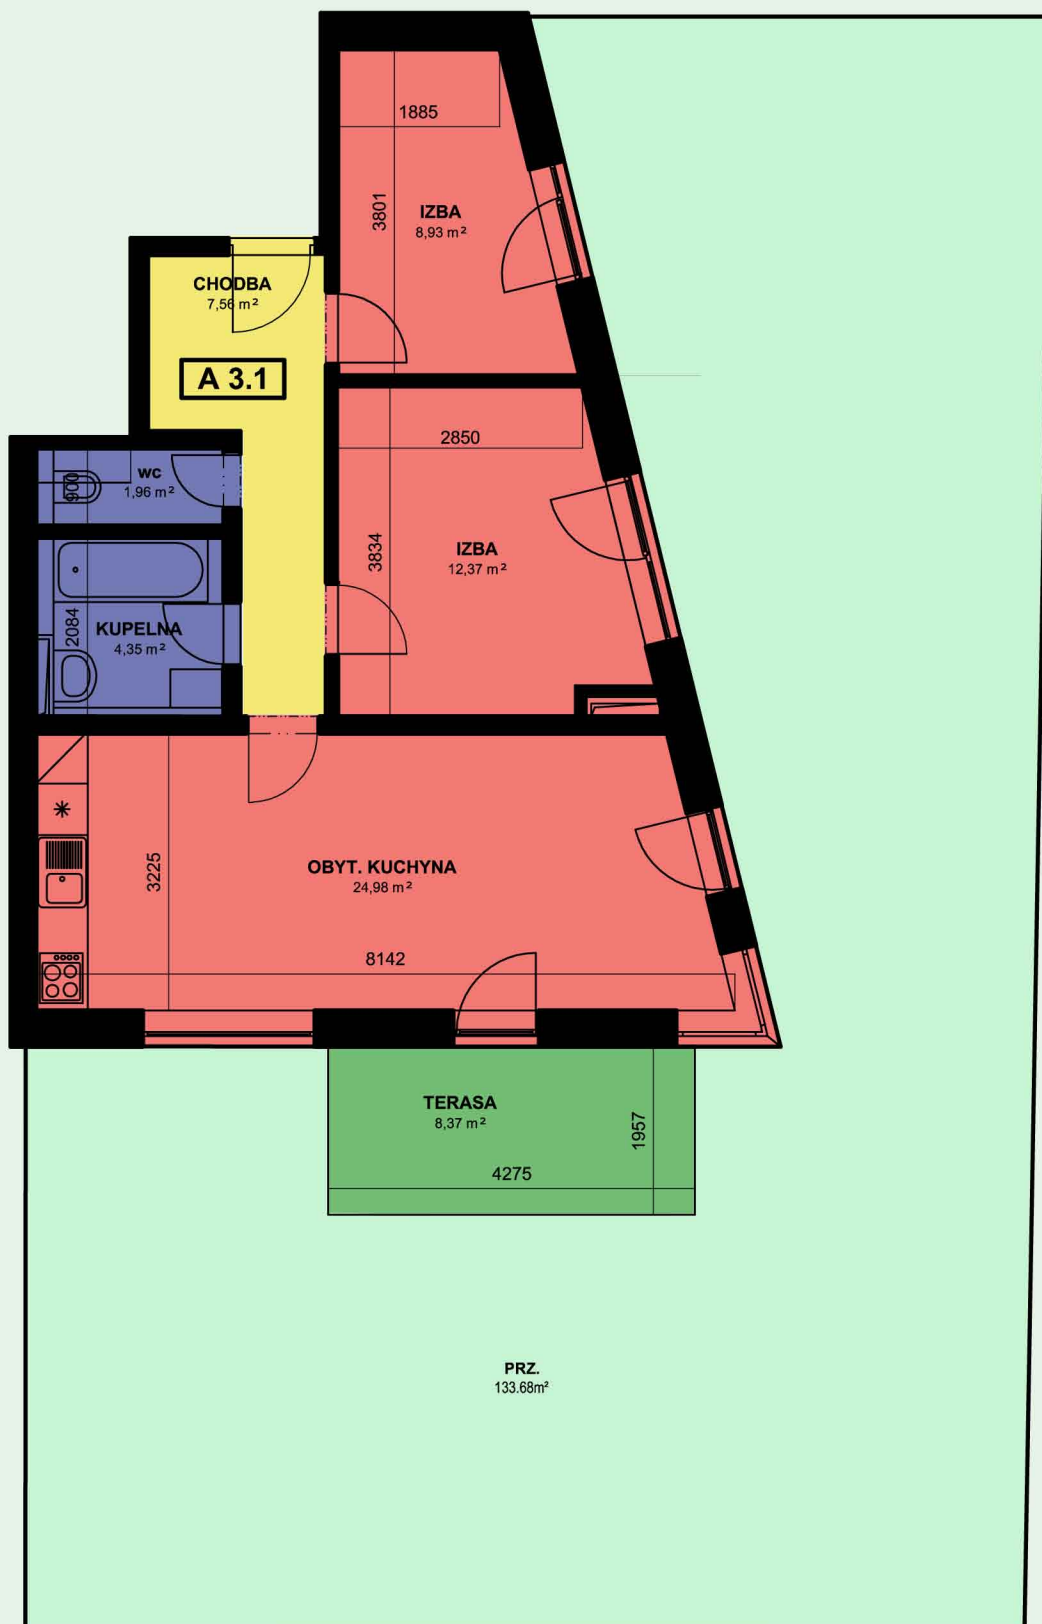 1885
3801
IZBA
8,93 m²
CHODBA
7,56 m²
A 3.1
2850
WC
1,96 m²
900
3834
IZBA
12,37 m²
2084
KUPELNA
4,35 m²
3225
OBYT. KUCHYNA
24,98 m²
8142
TERASA
8,37 m²
1957
4275
PRZ.
133.68m²